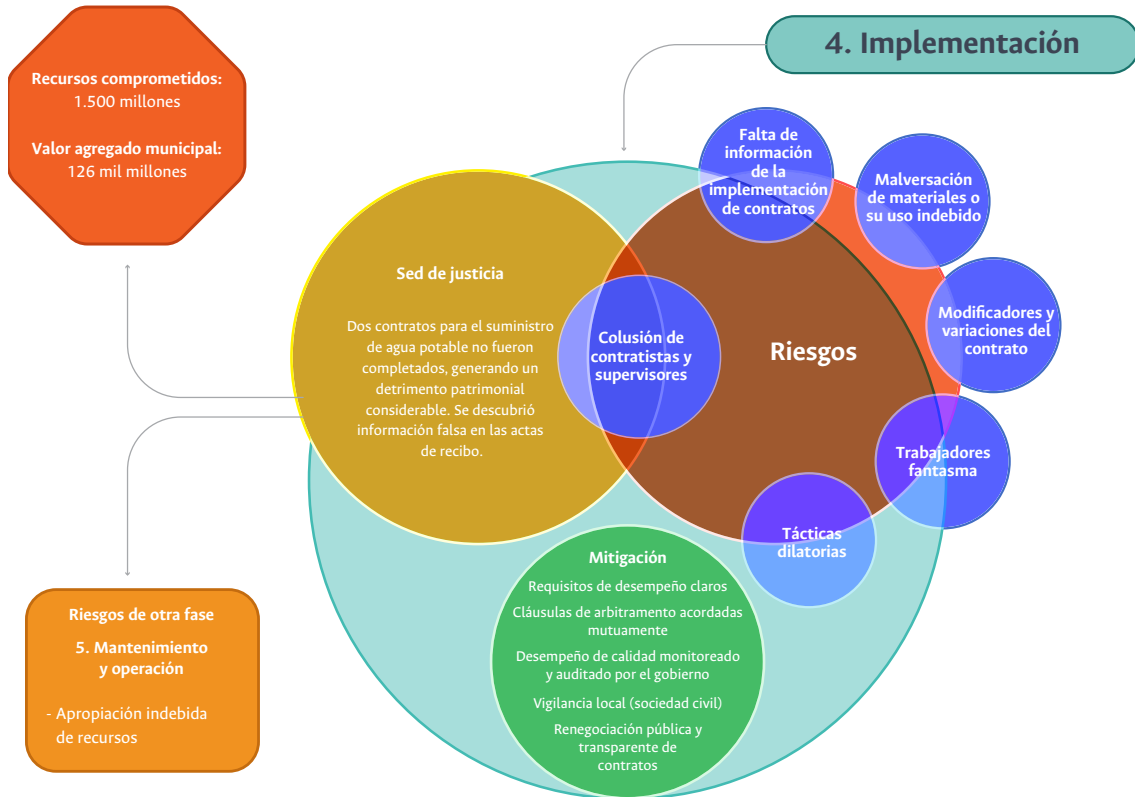 Recursos comprometidos:
1.500 millones
Valor agregado municipal:
126 mil millones
4. Implementación
Falta de
información
de la
implementación
de contratos
Malversación
de materiales o
su uso indebido
Modificadores y
variaciones del
contrato
Trabajadores
fantasma
Tácticas
dilatorias
Riesgos
Colusión de
contratistas y
supervisores
Sed de justicia
Dos contratos para el suministro
de agua potable no fueron
completados, generando un
detrimento patrimonial
considerable. Se descubrió
información falsa en las actas
de recibo.
Mitigación
Requisitos de desempeño claros
Cláusulas de arbitramento acordadas
mutuamente
Desempeño de calidad monitoreado
y auditado por el gobierno
Vigilancia local (sociedad civil)
Renegociación pública y
transparente de
contratos
Riesgos de otra fase
5. Mantenimiento
y operación
- Apropiación indebida
de recursos